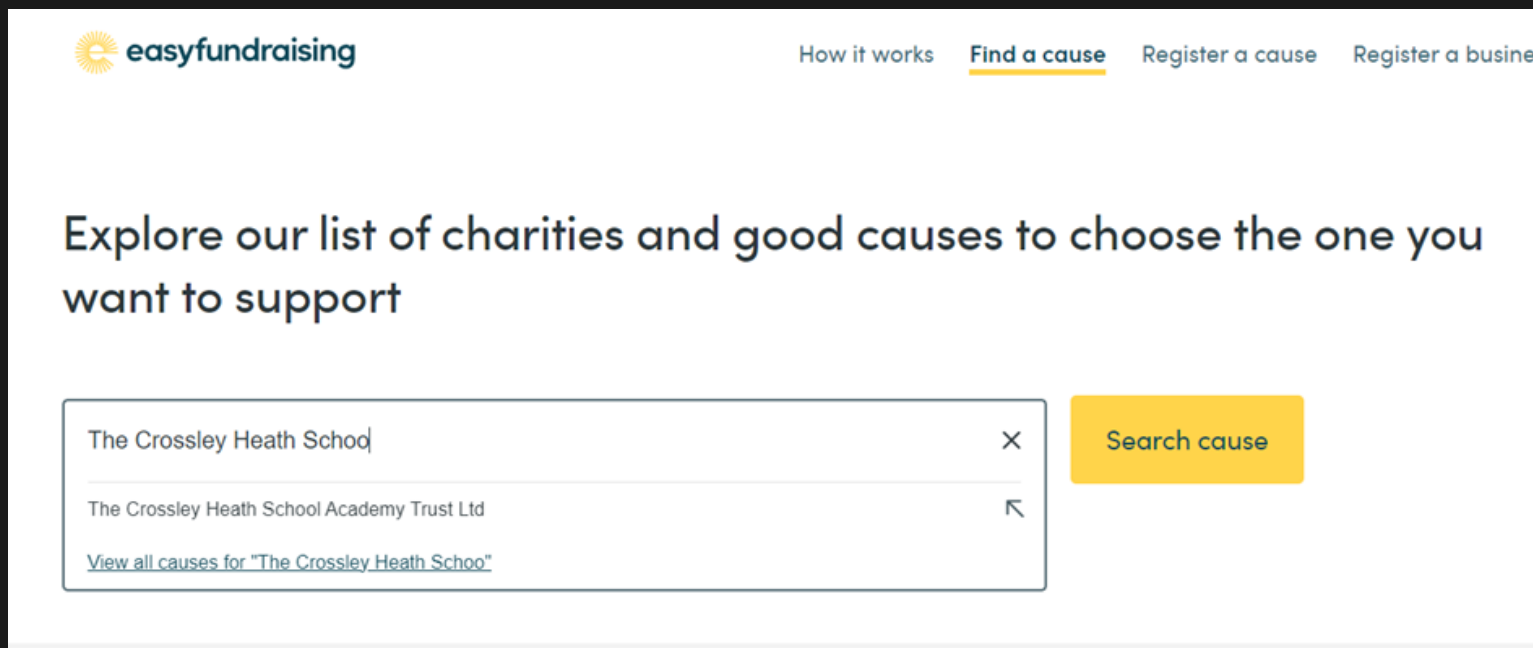 easyfundraising
How it works Find a cause Register a cause Register a busine
Explore our list of charities and good causes to choose the one you
want to support
The Crossley Heath Schoo
Search cause
The Crossley Heath School Academy Trust Ltd
View all causes for "The Crossley Heath Schoo"